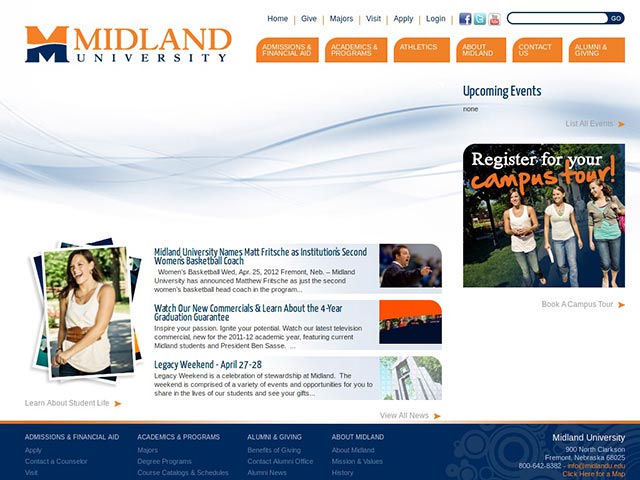 Home Give Majors Visit Apply Login GO
MIDLAND
UNIVERSITY
ADMISSIONS &
FINANCIAL AID
ACADEMICS &
PROGRAMS
ATHLETICS
ABOUT
MIDLAND
CONTACT
US
ALUMNI &
GIVING
Upcoming Events
none
List All Events
Register for your
campus tour!
Book A Campus Tour
Midland University Names Matt Fritsche as Institution's Second
Women's Basketball Coach
Women's Basketball Wed, Apr. 25, 2012 Fremont, Neb. – Midland
University has announced Matthew Fritsche as just the second
women's basketball head coach in the program...
Watch Our New Commercials & Learn About the 4-Year
Graduation Guarantee
Inspire your passion. Ignite your potential. Watch our latest television
commercial, new for the 2011-12 academic year, featuring current
Midland students and President Ben Sasse. ...
Legacy Weekend - April 27-28
Legacy Weekend is a celebration of stewardship at Midland. The
weekend is comprised of a variety of events and opportunities for you to
share in the lives of our students and see your gifts...
Learn About Student Life
View All News
ADMISSIONS & FINANCIAL AID
Apply
Contact a Counselor
Visit
ACADEMICS & PROGRAMS
Majors
Degree Programs
Course Catalogs & Schedules
ALUMNI & GIVING
Benefits of Giving
Contact Alumni Office
Alumni News
ABOUT MIDLAND
About Midland
Mission & Values
History
Midland University
900 North Clarkson
Fremont, Nebraska 68025
800-642-8382 - info@midlandu.edu
Click Here for a Map